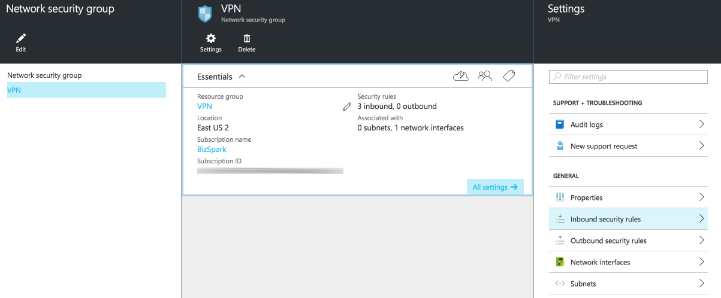 Network security group
Edit
Network security group
VPN
VPN
Network security group
Settings
Delete
Essentials
Resource group
VPN
Location
East US 2
Subscription name
BizSpark
Subscription ID
Security rules
3 inbound, 0 outbound
Associated with
0 subnets, 1 network interfaces
All settings →
Settings
VPN
Filter settings
SUPPORT + TROUBLESHOOTING
Audit logs
New support request
GENERAL
Properties
Inbound security rules
Outbound security rules
Network interfaces
Subnets